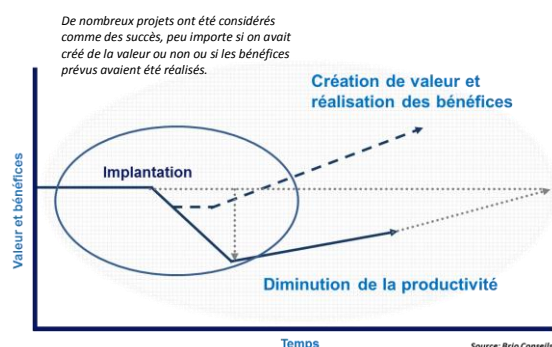 De nombreux projets ont été considérés
comme des succès, peu importe si on avait
créé de la valeur ou non ou si les bénéfices
prévus avaient été réalisés.
Création de valeur et
réalisation des bénéfices
Implantation
Valeur et bénéfices
Diminution de la productivité
Temps
Source: Brio Conseils